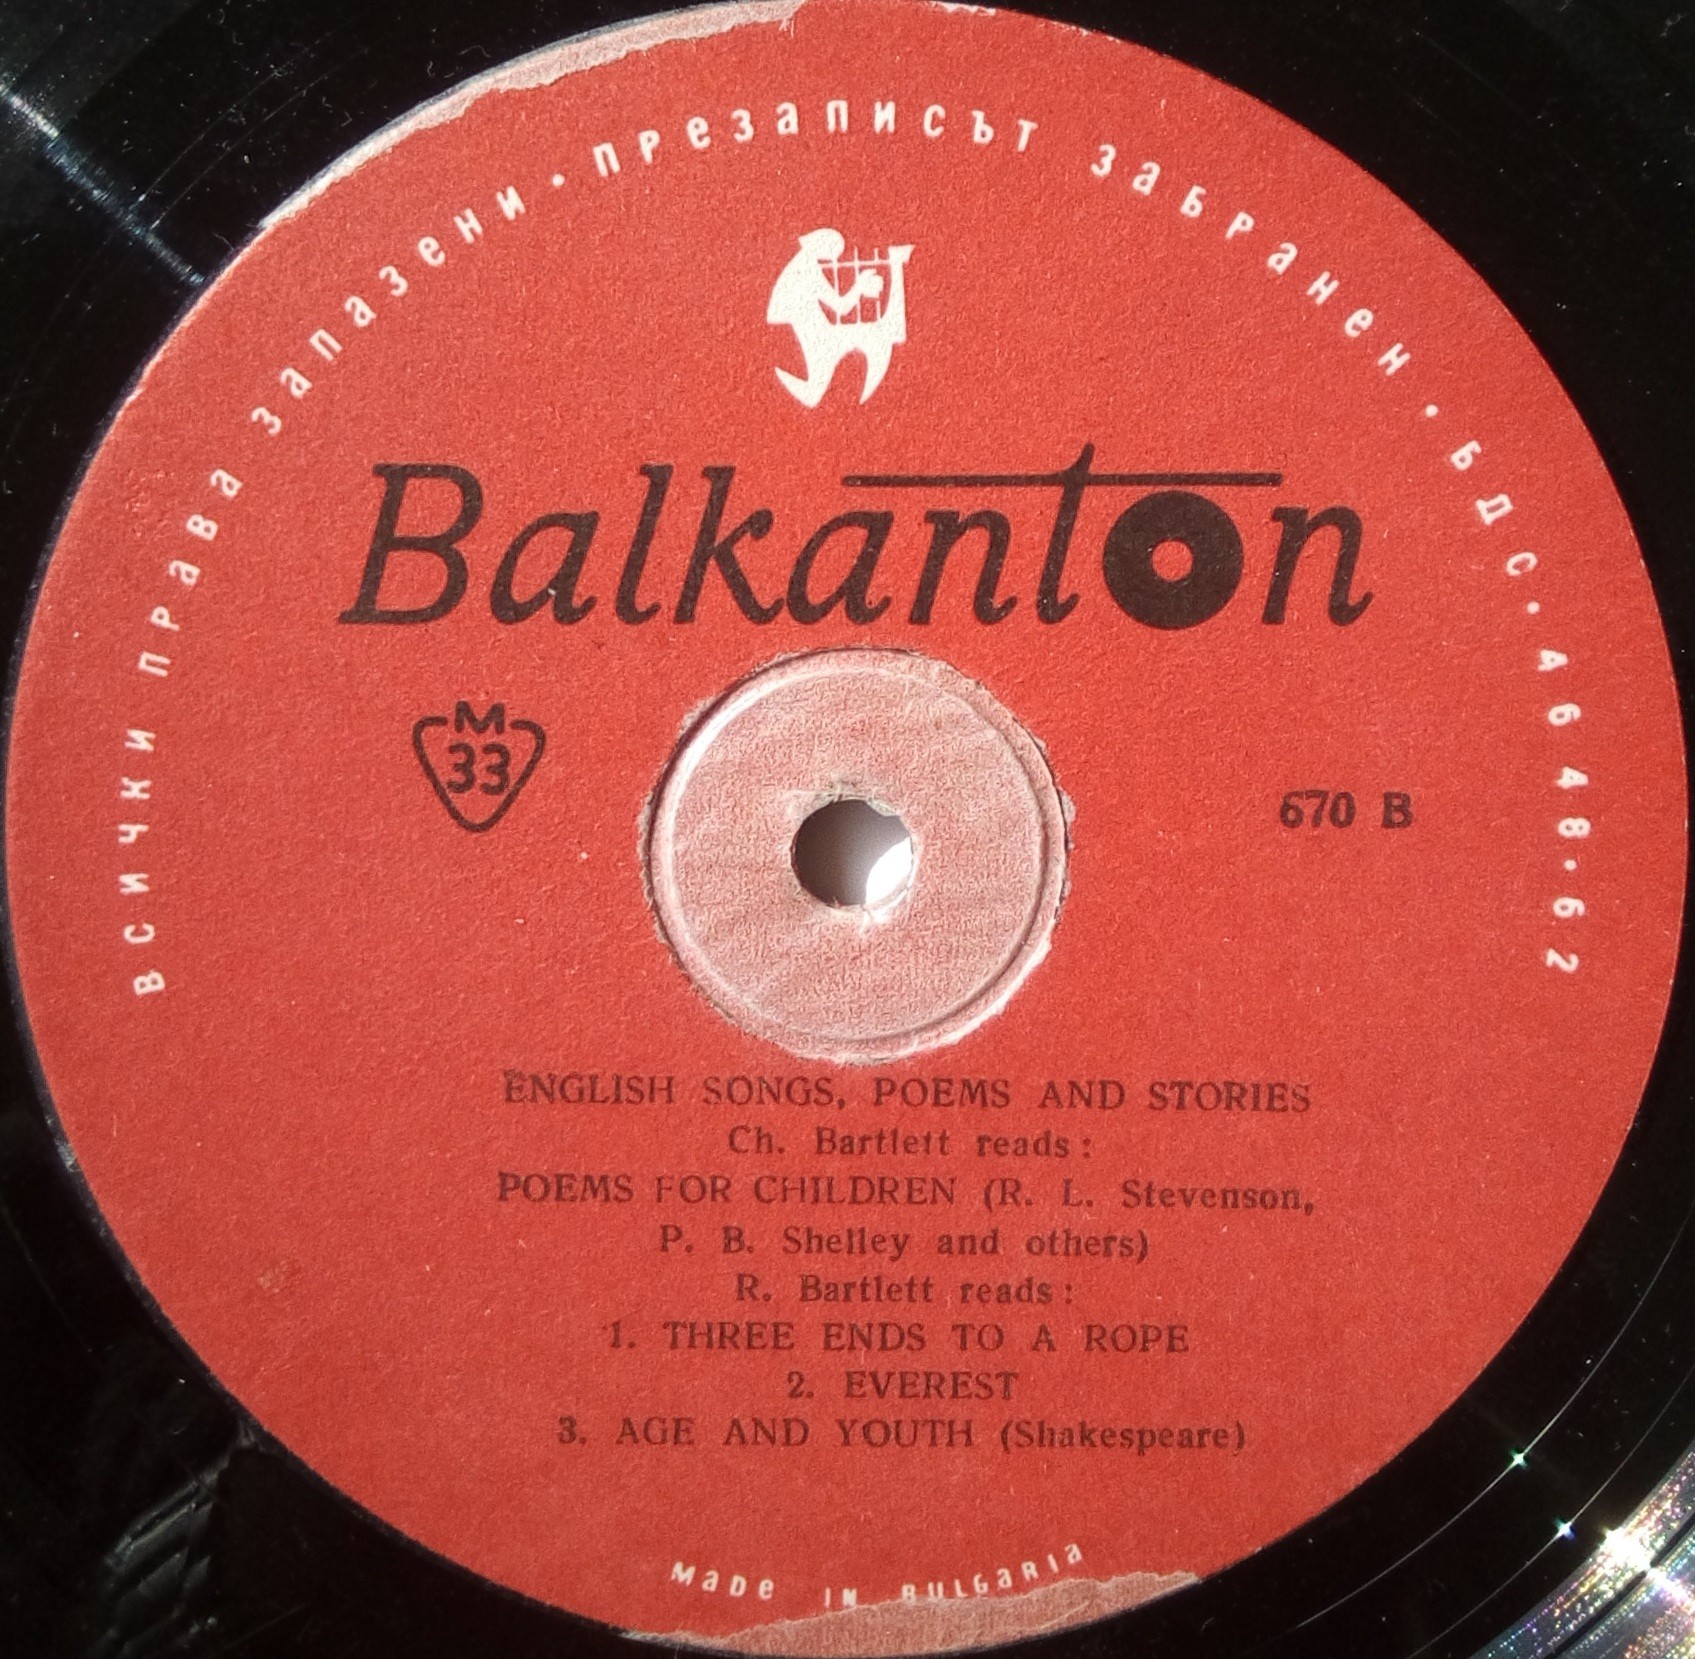 всички права запазени · презаписът забранен · бдс · 4648 · 62
Balkanton
M
33
670 B
ENGLISH SONGS, POEMS AND STORIES
Ch. Bartlett reads :
POEMS FOR CHILDREN (R. L. Stevenson,
P. B. Shelley and others)
R. Bartlett reads :
1. THREE ENDS TO A ROPE
2. EVEREST
3. AGE AND YOUTH (Shakespeare)
made in bulgaria